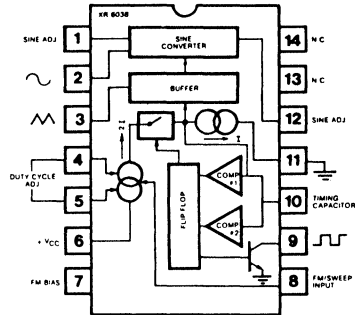 XR 8038
SINE ADJ 1
SINE
CONVERTER
14 N C
2
BUFFER
13 N C
3
12 SINE ADJ
2 I
I
4
DUTY CYCLE
ADJ
5
11
COMP
#1
10 TIMING
CAPACITOR
FLIP FLOP
COMP
#2
+ VCC 6
9
FM BIAS 7
8 FM/SWEEP
INPUT